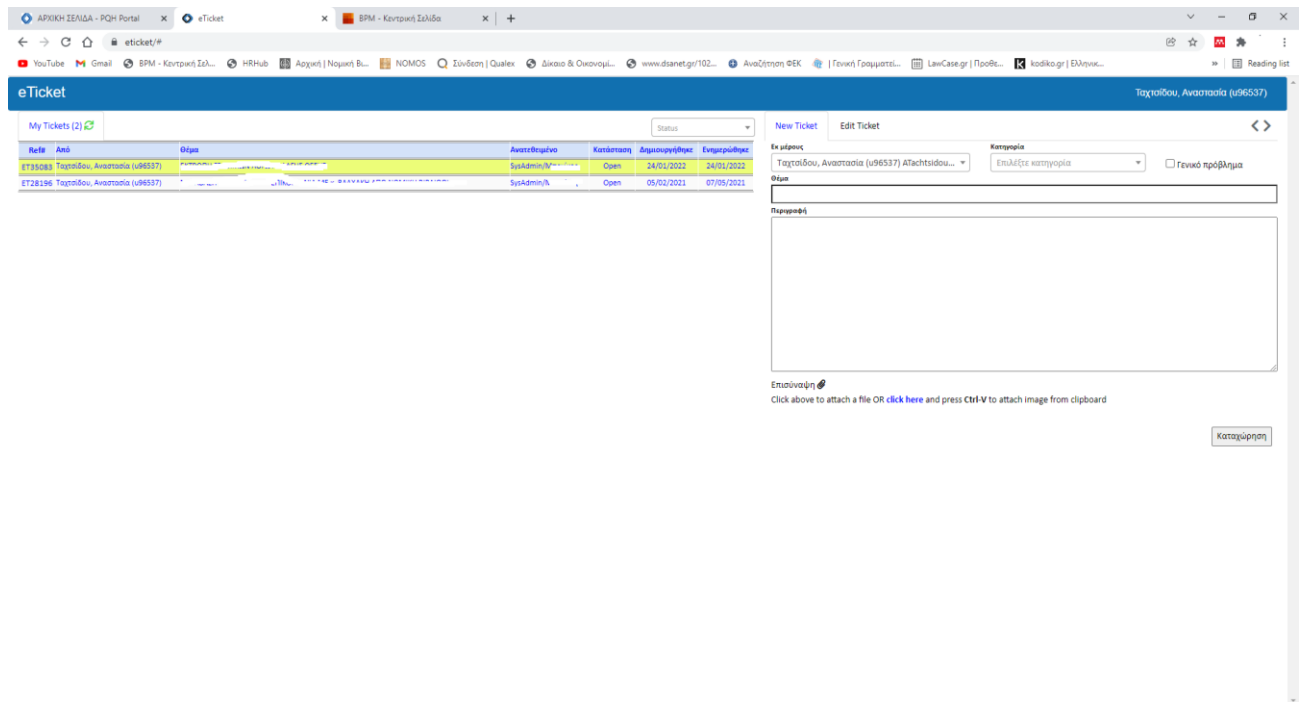 ΑΡΧΙΚΗ ΣΕΛΙΔΑ - PQH Portal
eTicket
BPM - Κεντρική Σελίδα
eticket/#
YouTube Gmail BPM - Κεντρική Σελ... HRHub Αρχική | Νομική Βι... NOMOS Σύνδεση | Qualex Δίκαιο & Οικονομί... www.dsanet.gr/102... Αναζήτηση ΦΕΚ | Γενική Γραμματεί... LawCase.gr | Προθε... kodiko.gr | Ελληνικ... » Reading list
eTicket
Ταχτσίδου, Αναστασία (u96537)
My Tickets (2)
Status
Ref# Από Θέμα Ανατεθειμένο Κατάσταση Δημιουργήθηκε Ενημερώθηκε
ET35083 Ταχτσίδου, Αναστασία (u96537) SysAdmin/ Open 24/01/2022 24/01/2022
ET28196 Ταχτσίδου, Αναστασία (u96537) SysAdmin/ Open 05/02/2021 07/05/2021
New Ticket Edit Ticket
Εκ μέρους Κατηγορία
Ταχτσίδου, Αναστασία (u96537) ATachtsidou... Επιλέξτε κατηγορία Γενικό πρόβλημα
Θέμα
Περιγραφή
Επισύναψη
Click above to attach a file OR click here and press Ctrl-V to attach image from clipboard
Καταχώρηση